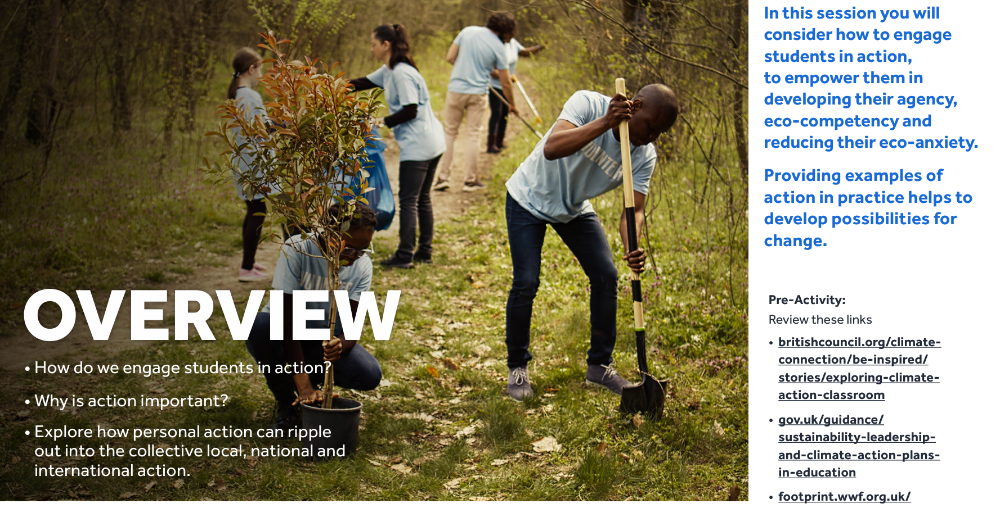 OVERVIEW
• How do we engage students in action?
• Why is action important?
• Explore how personal action can ripple
out into the collective local, national and
international action.
In this session you will
consider how to engage
students in action,
to empower them in
developing their agency,
eco-competency and
reducing their eco-anxiety.
Providing examples of
action in practice helps to
develop possibilities for
change.
Pre-Activity:
Review these links
• britishcouncil.org/climate-
connection/be-inspired/
stories/exploring-climate-
action-classroom
• gov.uk/guidance/
sustainability-leadership-
and-climate-action-plans-
in-education
• footprint.wwf.org.uk/